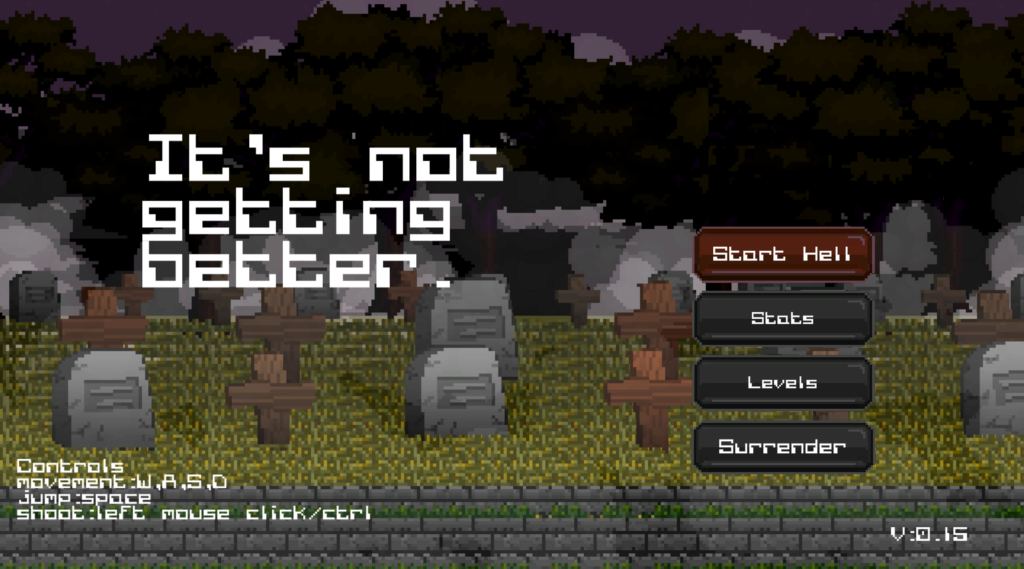 It's not
getting
better.
Start Hell
Stats
Levels
Surrender
Controls
movement:W,A,S,D
jump:space
shoot:left mouse click/ctrl
V:0.15